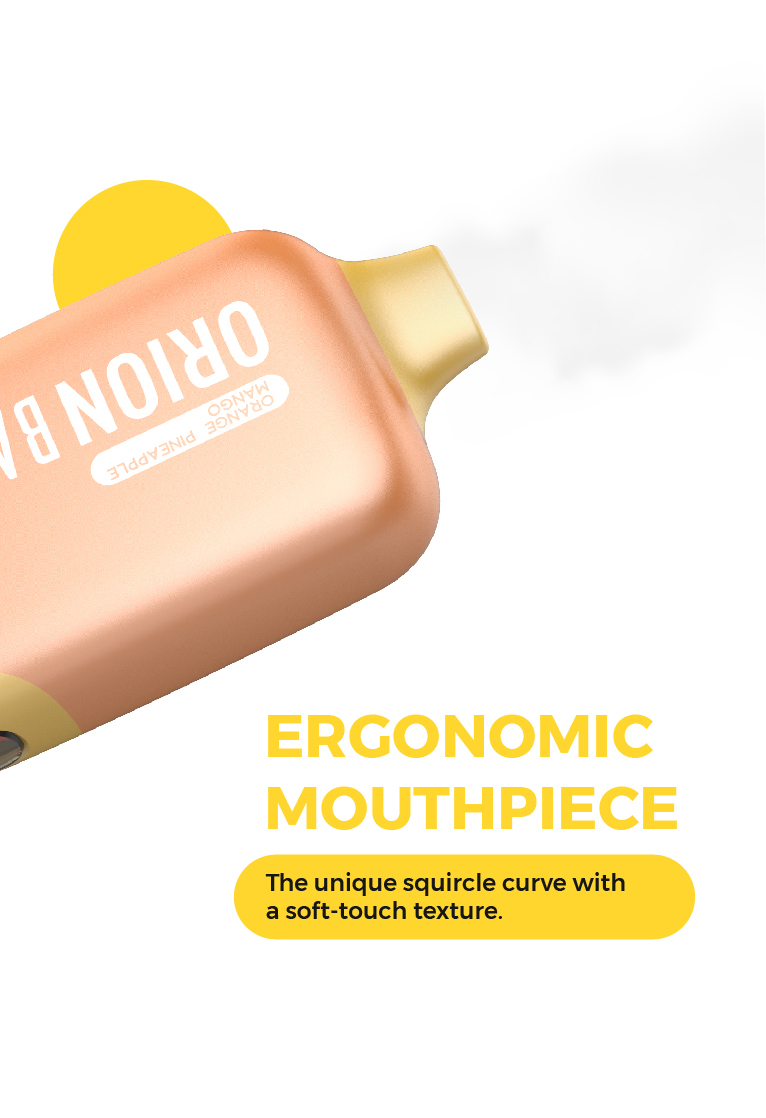 ORION BA
ORANGE PINEAPPLE
MANGO
ERGONOMIC
MOUTHPIECE
The unique squircle curve with
a soft-touch texture.